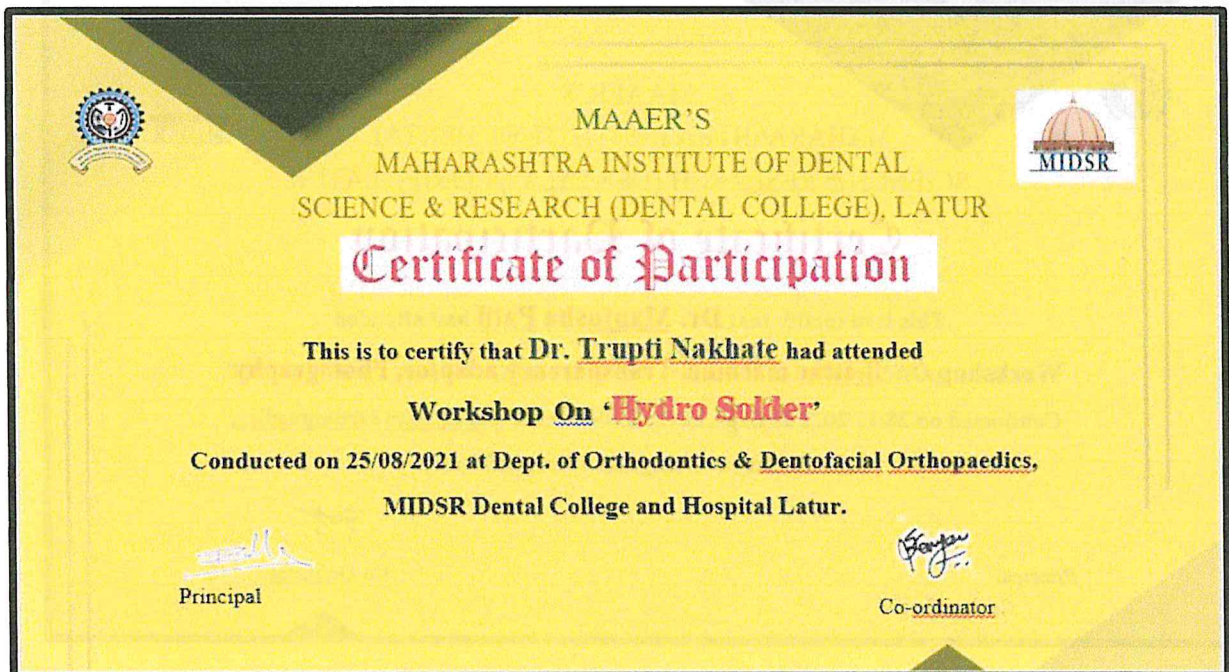 MAAER'S
MIDSR
MAHARASHTRA INSTITUTE OF DENTAL
SCIENCE & RESEARCH (DENTAL COLLEGE), LATUR
Certificate of Participation
This is to certify that Dr. Trupti Nakhate had attended
Workshop On 'Hydro Solder'
Conducted on 25/08/2021 at Dept. of Orthodontics & Dentofacial Orthopaedics,
MIDSR Dental College and Hospital Latur.
Principal
Co-ordinator